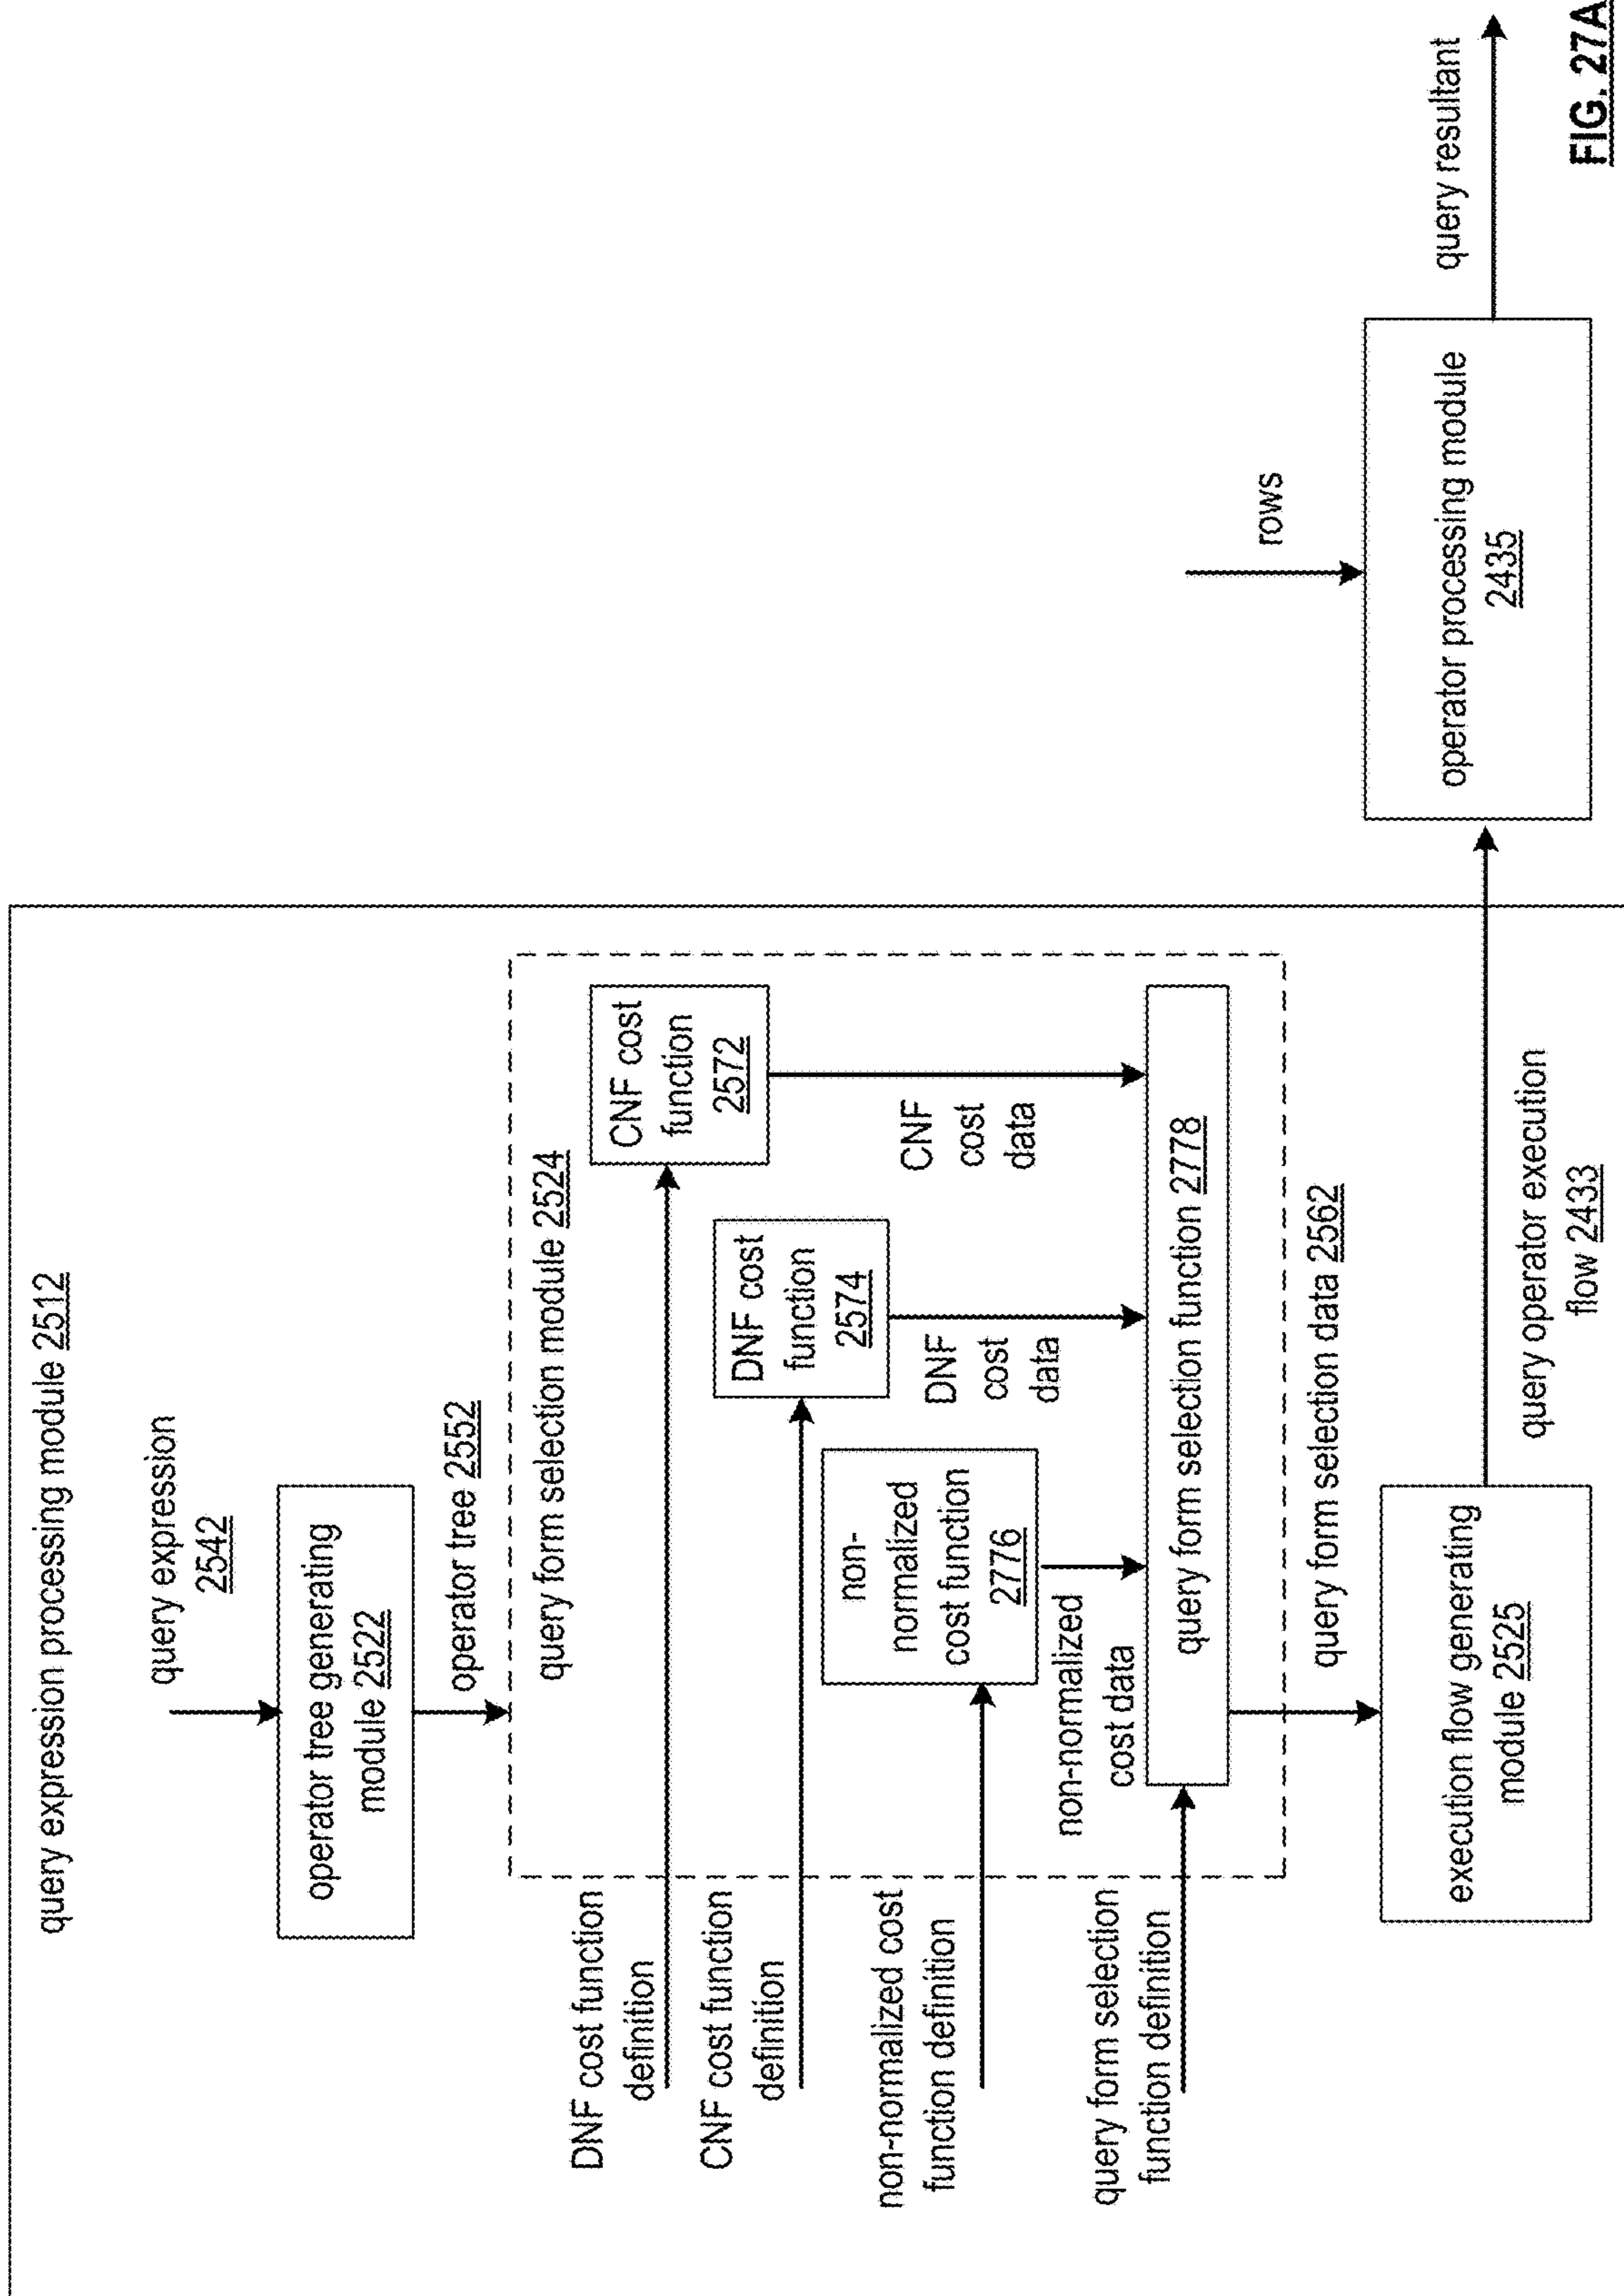 query expression processing module 2512
query expression
2542
operator tree generating
module 2522
operator tree 2552
query form selection module 2524
DNF cost function
definition
CNF cost
function
2572
CNF cost function
definition
DNF cost
function
2574
CNF
cost
data
non-normalized cost
function definition
non-
normalized
cost function
2776
DNF
cost
data
non-normalized
cost data
query form selection
function definition
query form selection function 2778
query form selection data 2562
execution flow generating
module 2525
query operator execution
flow 2433
rows
operator processing module
2435
query resultant
FIG. 27A